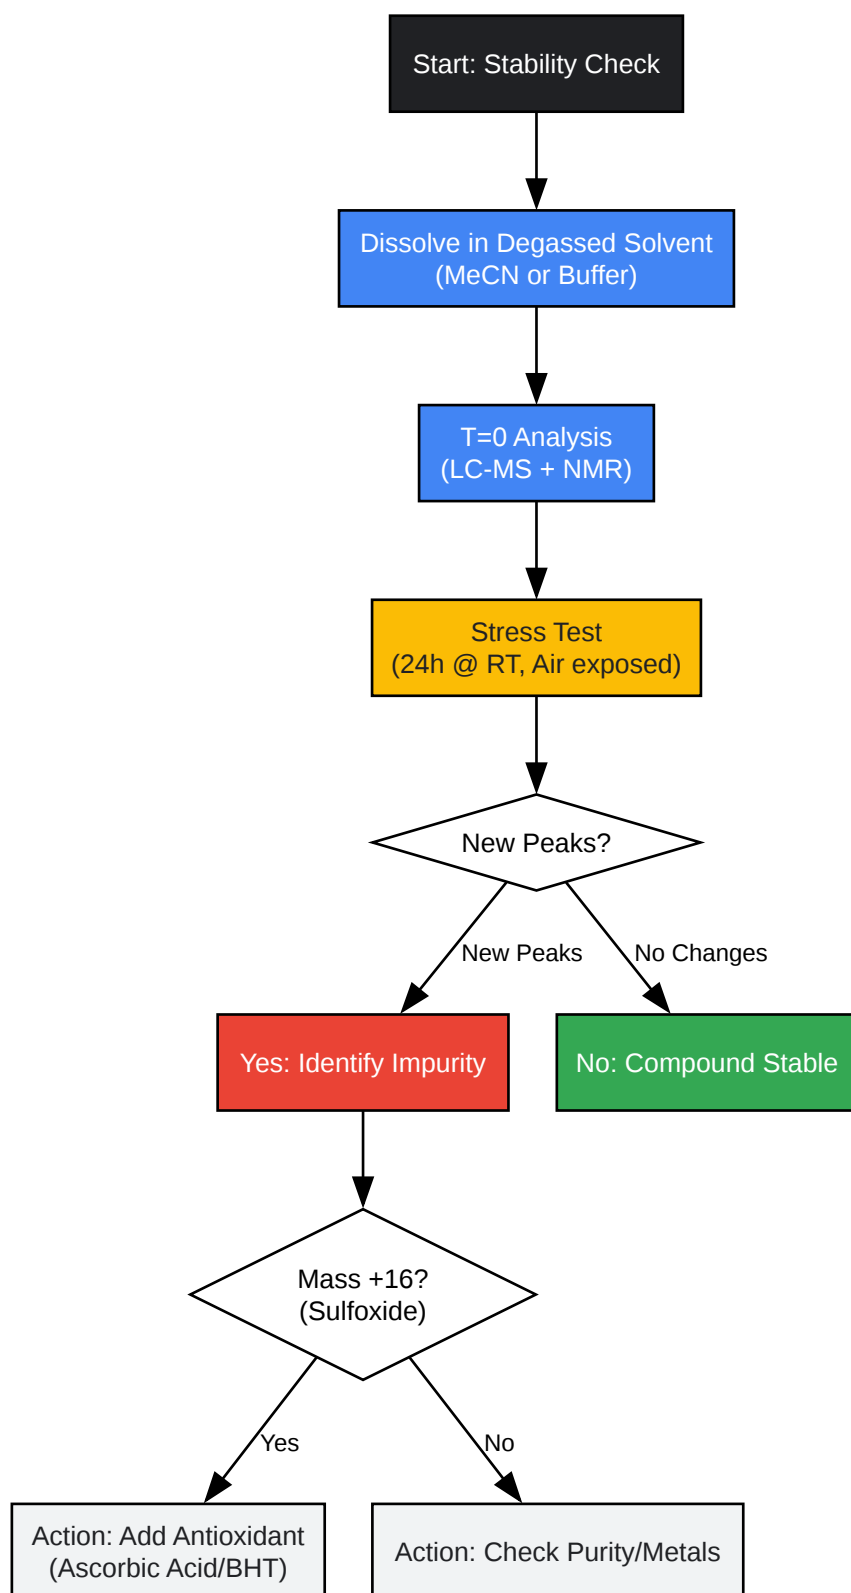 Start: Stability Check
Dissolve in Degassed Solvent
(MeCN or Buffer)
T=0 Analysis
(LC-MS + NMR)
Stress Test
(24h @ RT, Air exposed)
New Peaks?
New Peaks
No Changes
Yes: Identify Impurity
No: Compound Stable
Mass +16?
(Sulfoxide)
Yes
No
Action: Add Antioxidant
(Ascorbic Acid/BHT)
Action: Check Purity/Metals